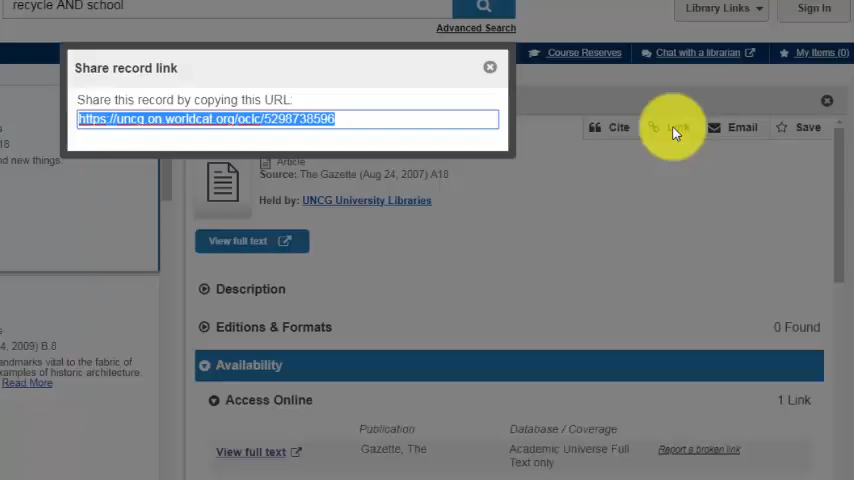 recycle AND school
Library Links
Sign In
Advanced Search
Course Reserves
Chat with a librarian
My Items (0)
Share record link
Share this record by copying this URL:
https://uncg.on.worldcat.org/oclc/5298738596
Cite
Link
Email
Save
18
nd new things.
Article
Source: The Gazette (Aug 24, 2007) A18
Held by: UNCG University Libraries
View full text
Description
Editions & Formats
0 Found
s
4, 2009) B.8
ndmarks vital to the fabric of
xamples of historic architecture.
Read More
Availability
Access Online
1 Link
Publication
Database / Coverage
View full text
Gazette, The
Academic Universe Full
Text only
Report a broken link